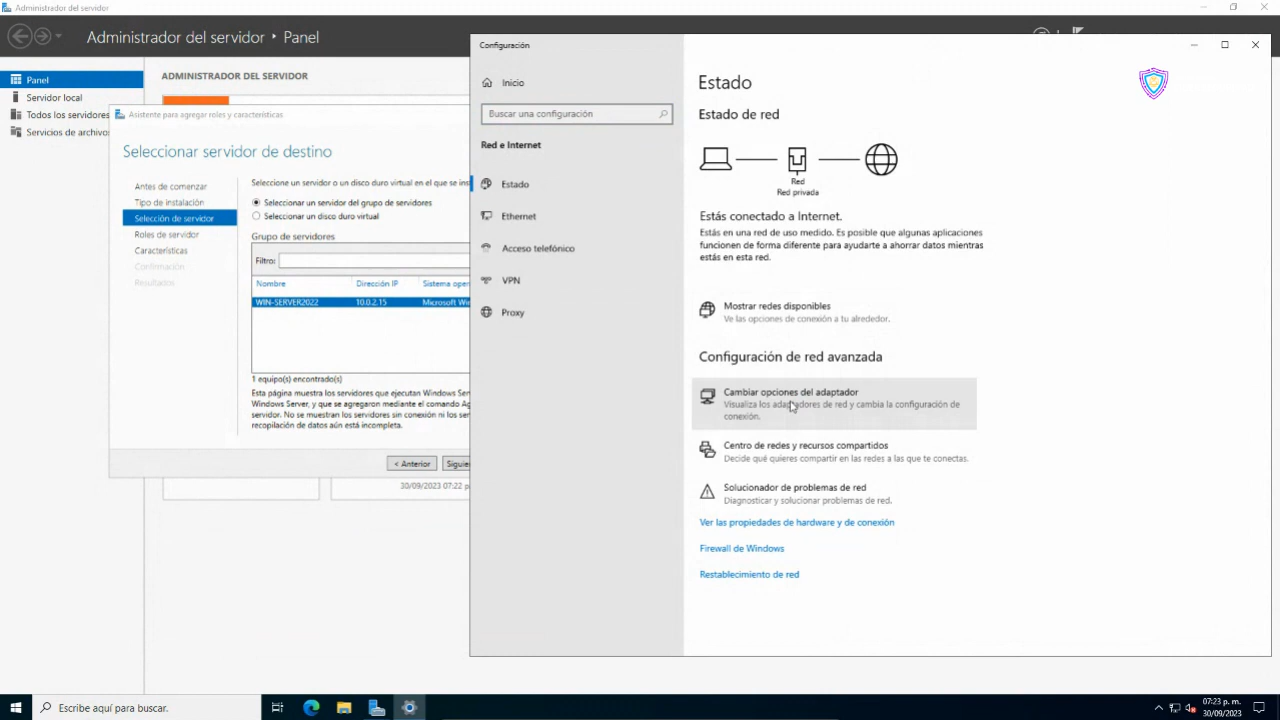 Administrador del servidor
Administrador del servidor • Panel
Panel
Servidor local
Todos los servidores
Servicios de archivo
ADMINISTRADOR DEL SERVIDOR
Asistente para agregar roles y características
Seleccionar servidor de destino
Antes de comenzar
Tipo de instalación
Selección de servidor
Roles de servidor
Características
Confirmación
Resultados
Seleccione un servidor o un disco duro virtual en el que se ins
Seleccionar un servidor del grupo de servidores
Seleccionar un disco duro virtual
Grupo de servidores
Filtro:
Nombre Dirección IP Sistema oper
WIN-SERVER2022 10.0.2.15 Microsoft Win
1 equipo(s) encontrado(s)
Esta página muestra los servidores que ejecutan Windows Serv
Windows Server, y que se agregaron mediante el comando Ag
servidor. No se muestran los servidores sin conexión ni los ser
recopilación de datos aún está incompleta.
< Anterior
Siguie
30/09/2023 07:22 p
Configuración
Inicio
Buscar una configuración
Red e Internet
Estado
Ethernet
Acceso telefónico
VPN
Proxy
Estado
Estado de red
Red
Red privada
Estás conectado a Internet.
Estás en una red de uso medido. Es posible que algunas aplicaciones
funcionen de forma diferente para ayudarte a ahorrar datos mientras
estás en esta red.
Mostrar redes disponibles
Ve las opciones de conexión a tu alrededor.
Configuración de red avanzada
Cambiar opciones del adaptador
Visualiza los adaptadores de red y cambia la configuración de
conexión.
Centro de redes y recursos compartidos
Decide qué quieres compartir en las redes a las que te conectas.
Solucionador de problemas de red
Diagnosticar y solucionar problemas de red.
Ver las propiedades de hardware y de conexión
Firewall de Windows
Restablecimiento de red
Escribe aquí para buscar.
07:23 p. m.
30/09/2023